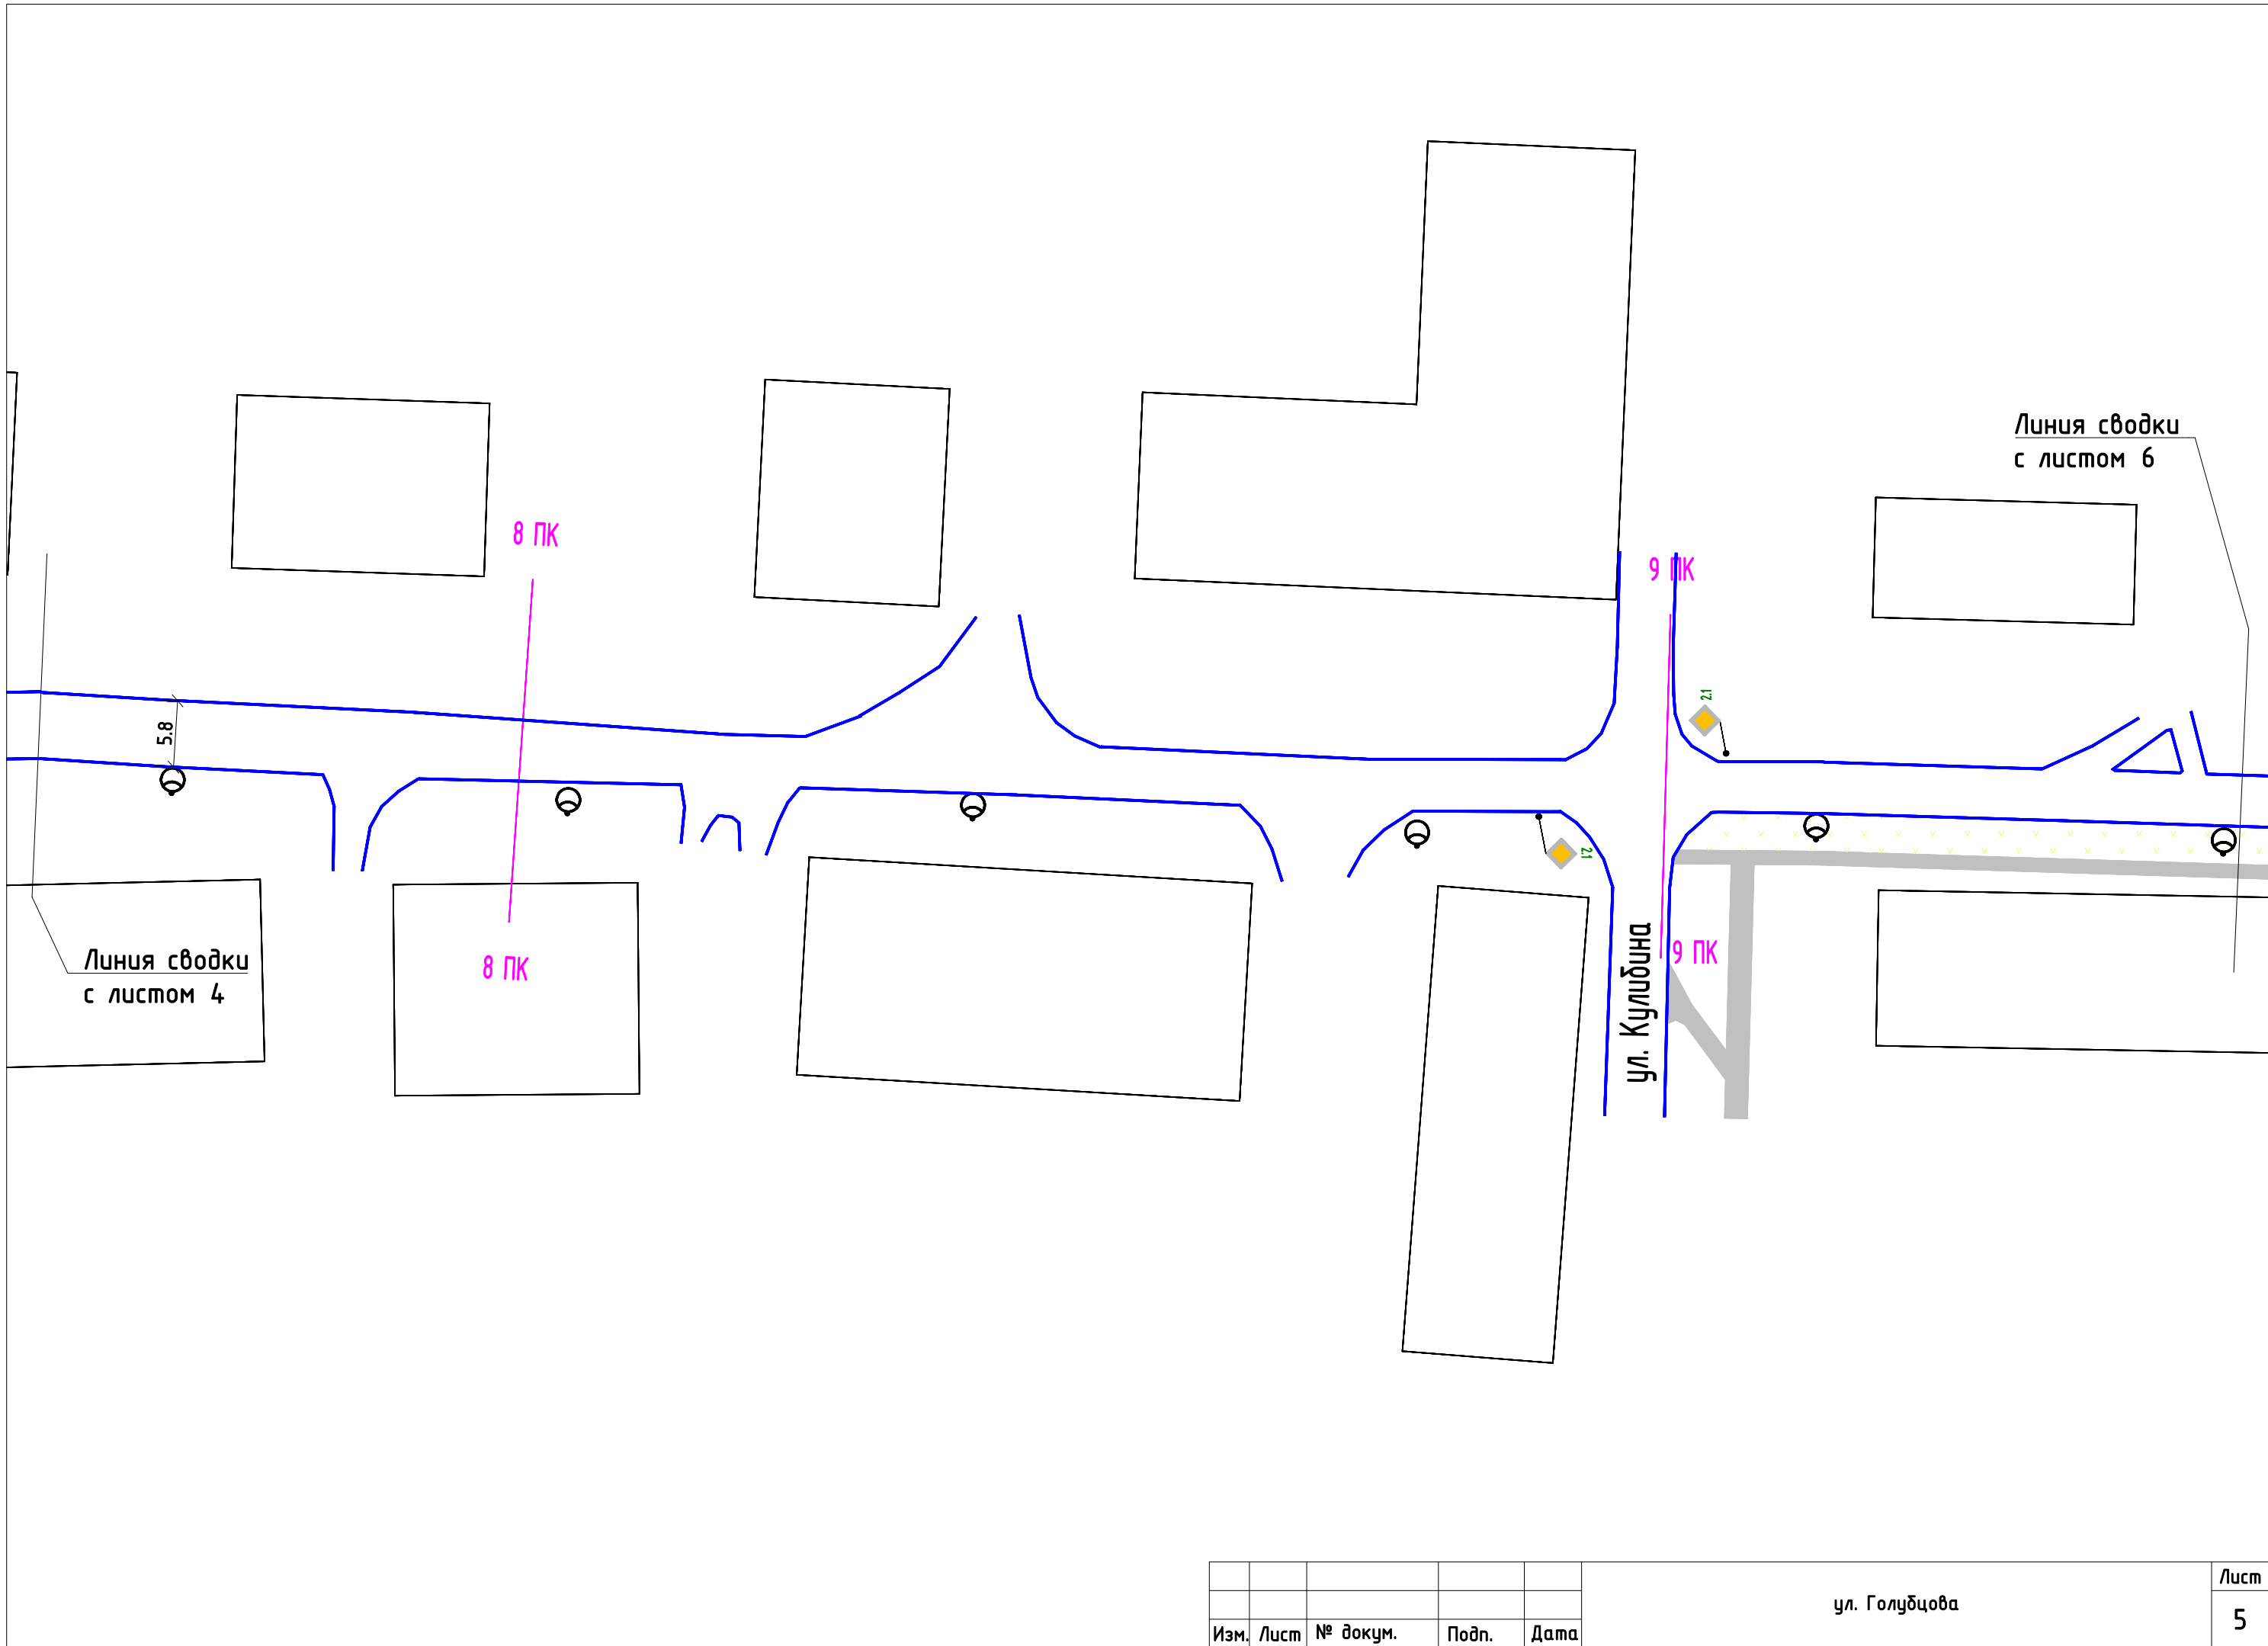 Линия сводки
с листом 6
8 ПК
9 ПК
2.1
5.8
2.1
ул. Кулибина
9 ПК
Линия сводки
с листом 4
8 ПК
Лист
ул. Голубцова
5
Изм. Лист № докум. Подп. Дата